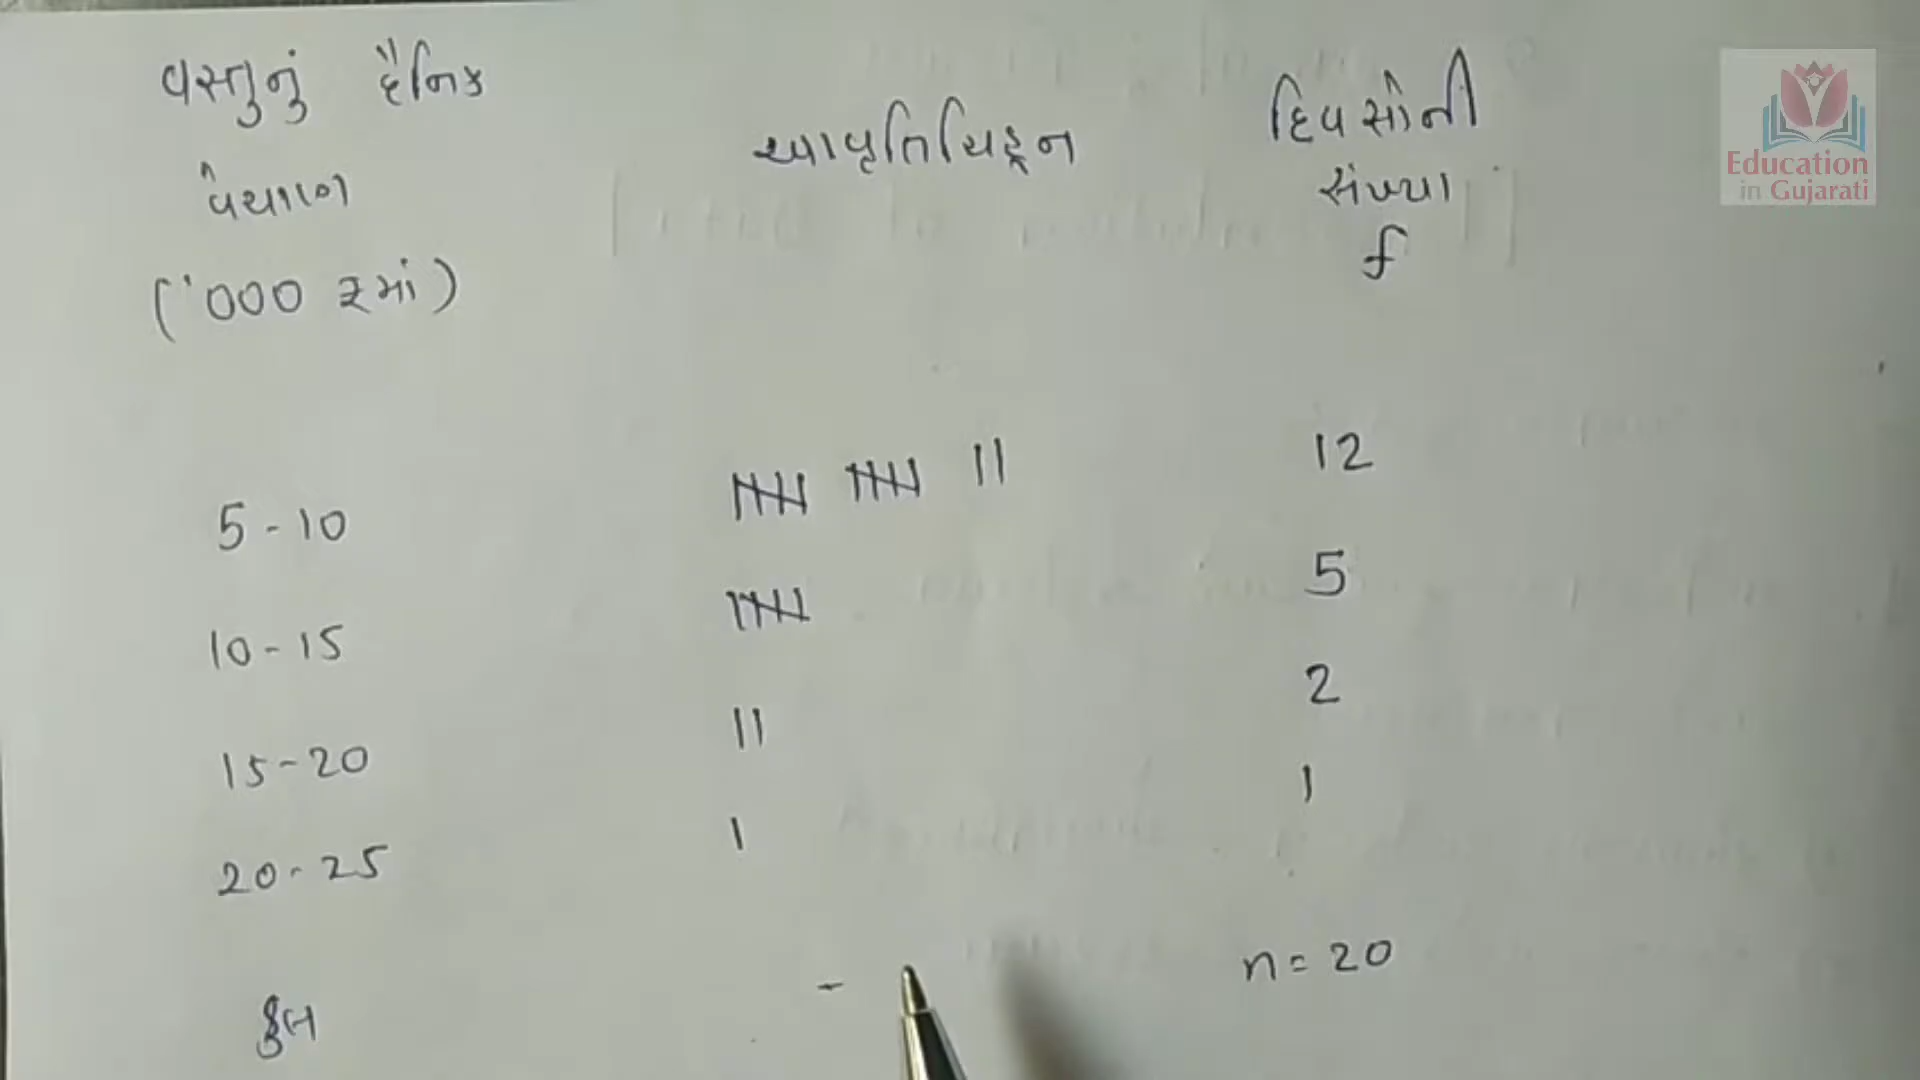 વસ્તુનું દૈનિક
વેચાણ
('000 ₹માં)
આવૃત્તિચિહ્ન
દિવસોની
સંખ્યા
f
5-10 𝍸 𝍸 || 12
10-15 𝍸 5
15-20 || 2
20-25 | 1
કુલ - n = 20
Education
in Gujarati